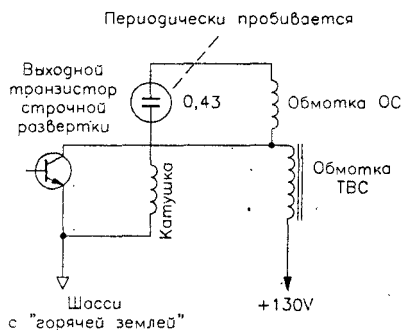 Периодически пробивается
Выходной
транзистор
строчной
развертки
0,43
Обмотка ОС
Катушка
Обмотка
ТВС
Шасси
с "горячей землей"
+130V